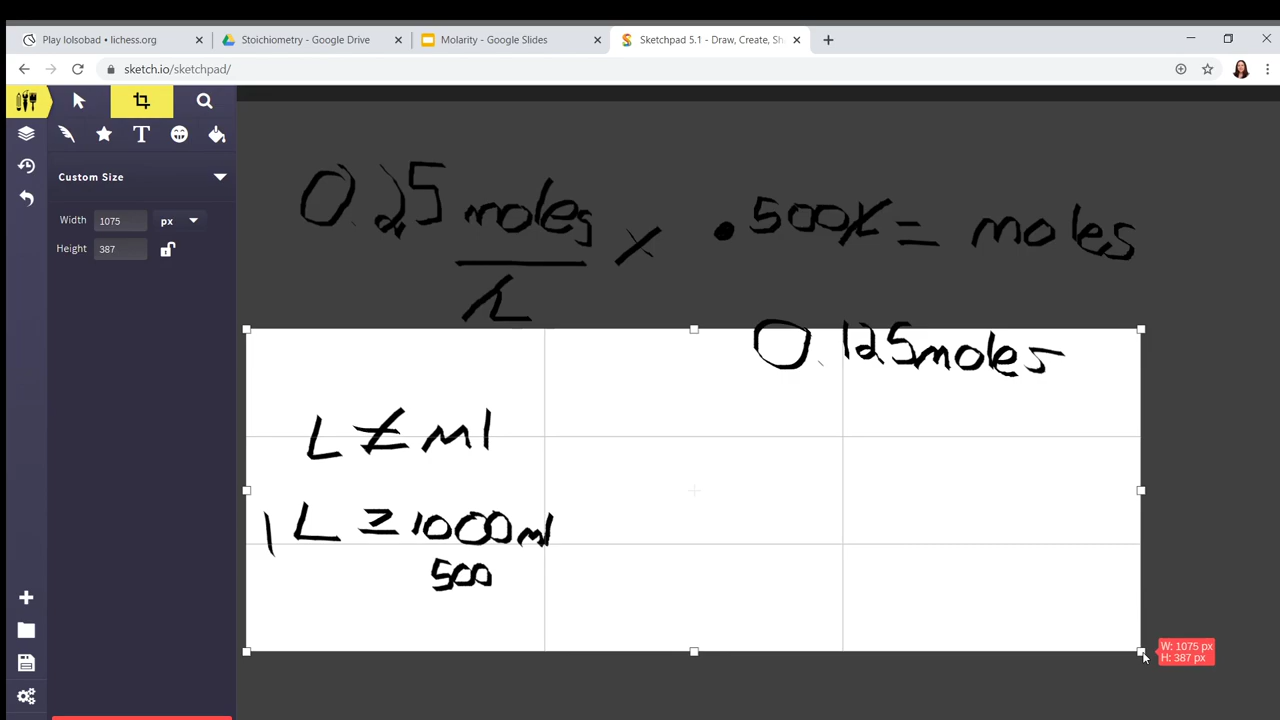 Play lolsobad • lichess.org
Stoichiometry - Google Drive
Molarity - Google Slides
Sketchpad 5.1 - Draw, Create, Sh
sketch.io/sketchpad/
Custom Size
Width 1075 px
Height 387
0.25 moles / L x .500 L = moles
0.125 moles
L ≠ ml
1 L = 1000 ml
500
W: 1075 px
H: 387 px